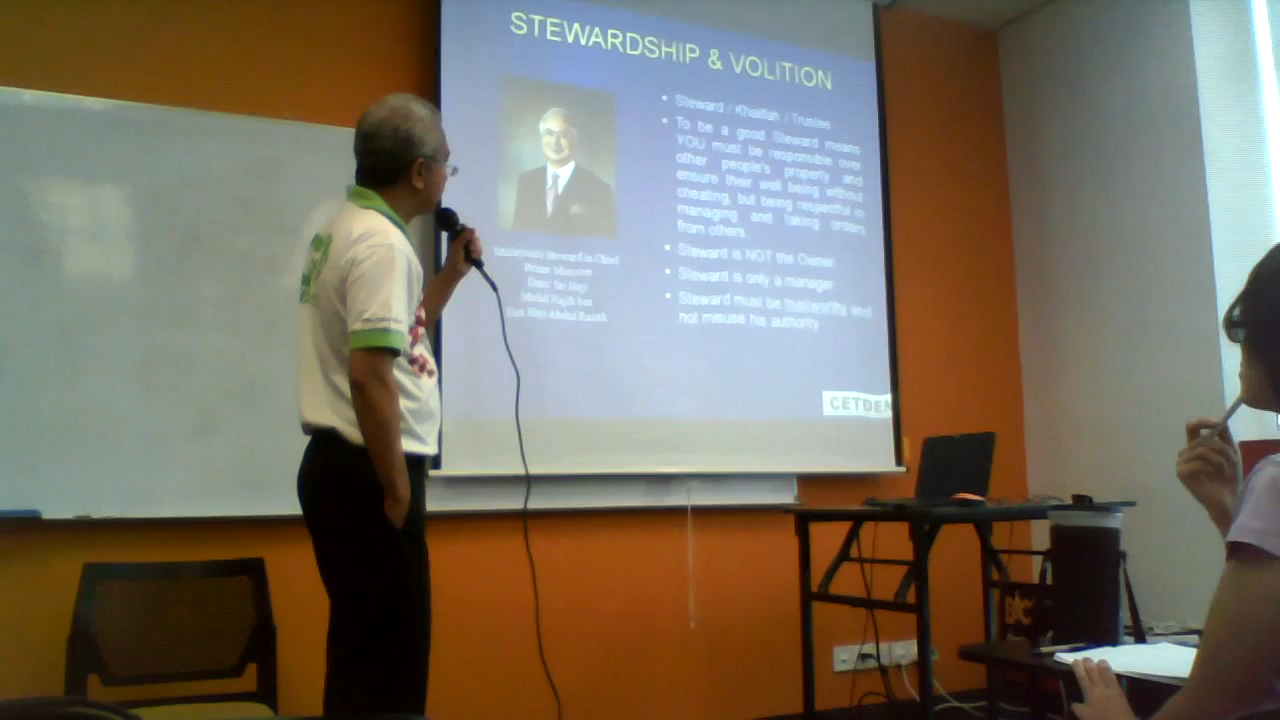 STEWARDSHIP & VOLITION
• Steward / Khalifah / Trustee
• To be a good Steward means
YOU must be responsible over
other people's property and
ensure their well being without
cheating, but being respectful in
managing and taking orders
from others.
• Steward is NOT the Owner
• Steward is only a manager
• Steward must be trustworthy and
not misuse his authority
Malaysian Steward in Chief
Prime Minister
Dato' Sri Haji
Mohd Najib bin
Tun Haji Abdul Razak
CETDEM